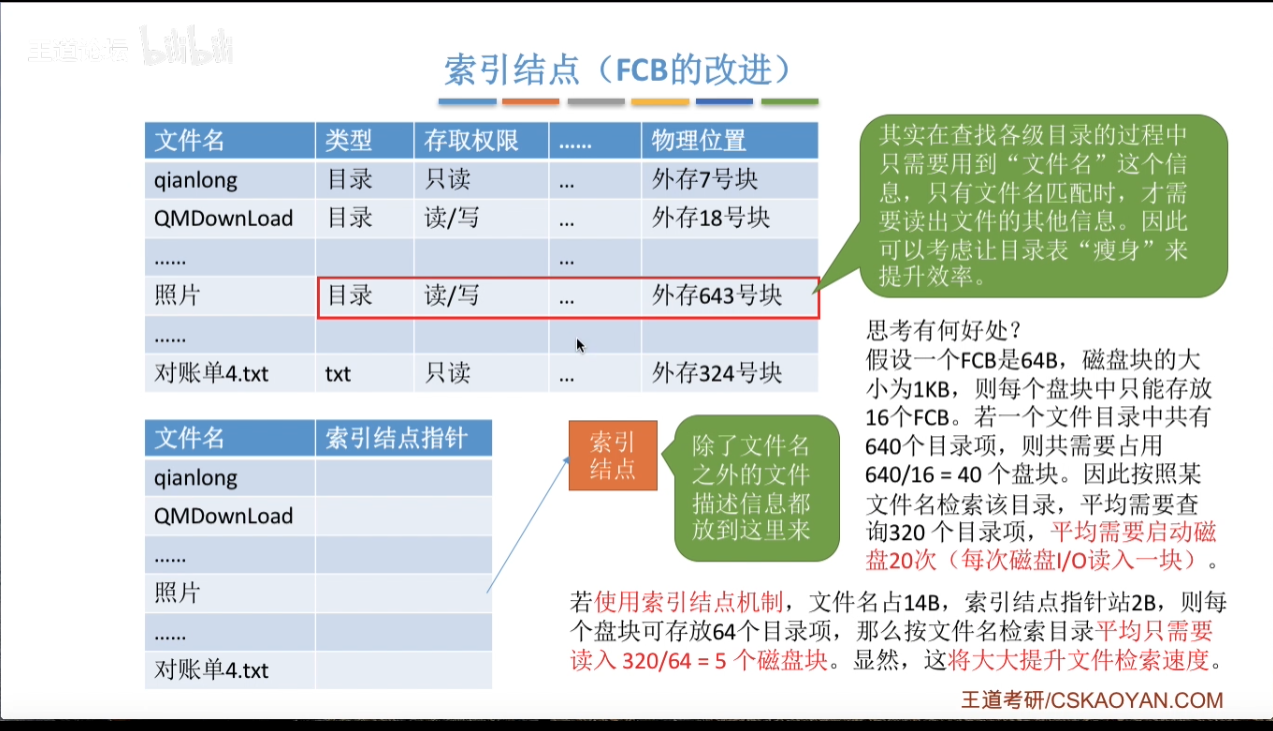 王道论坛 bilibili
索引结点（FCB的改进）
文件名 类型 存取权限 …… 物理位置
qianlong 目录 只读 ... 外存7号块
QMDownLoad 目录 读/写 ... 外存18号块
…… ...
照片 目录 读/写 ... 外存643号块
……
对账单4.txt txt 只读 ... 外存324号块
其实在查找各级目录的过程中
只需要用到“文件名”这个信
息，只有文件名匹配时，才需
要读出文件的其他信息。因此
可以考虑让目录表“瘦身”来
提升效率。
思考有何好处？
假设一个FCB是64B，磁盘块的大
小为1KB，则每个盘块中只能存放
16个FCB。若一个文件目录中共有
640个目录项，则共需要占用
640/16 = 40 个盘块。因此按照某
文件名检索该目录，平均需要查
询320 个目录项，平均需要启动磁
盘20次（每次磁盘I/O读入一块）。
文件名 索引结点指针
qianlong
QMDownLoad
……
照片
……
对账单4.txt
索引
结点
除了文件名
之外的文件
描述信息都
放到这里来
若使用索引结点机制，文件名占14B，索引结点指针站2B，则每
个盘块可存放64个目录项，那么按文件名检索目录平均只需要
读入 320/64 = 5 个磁盘块。显然，这将大大提升文件检索速度。
王道考研/CSKAOYAN.COM